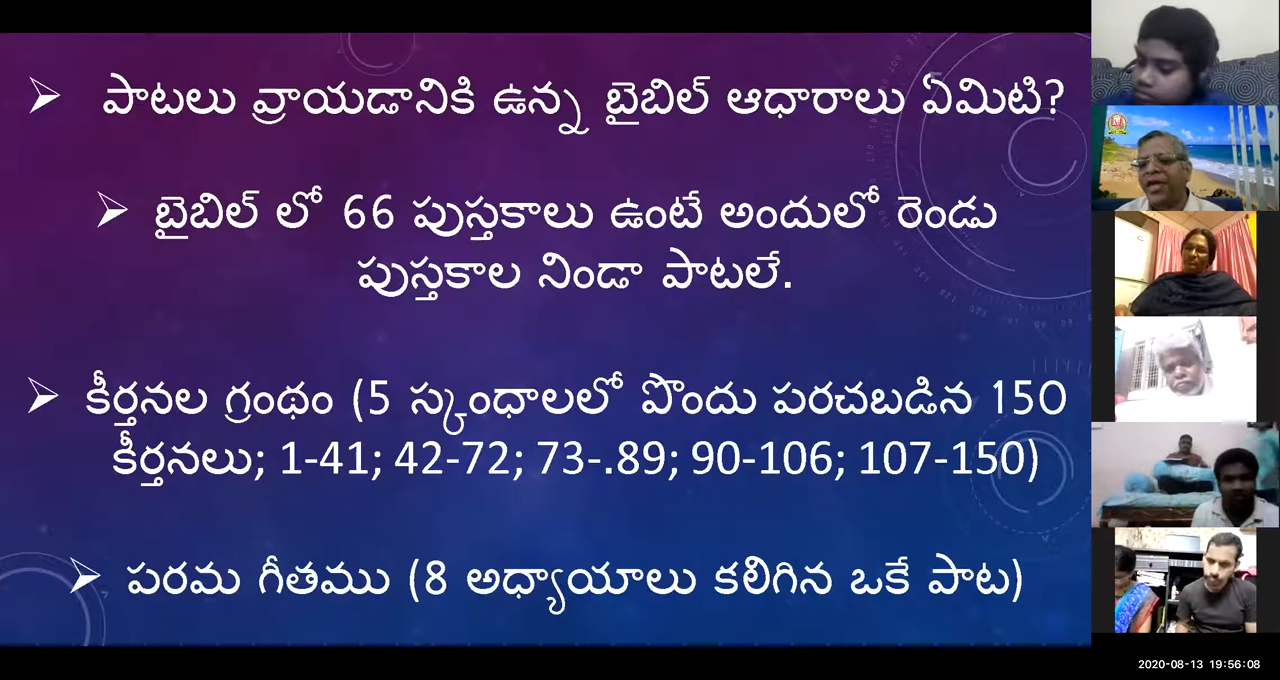 పాటలు వ్రాయడానికి ఉన్న బైబిల్ ఆధారాలు ఏమిటి?
బైబిల్ లో 66 పుస్తకాలు ఉంటే అందులో రెండు
పుస్తకాల నిండా పాటలే.
కీర్తనల గ్రంథం (5 స్కంధాలలో పొందు పరచబడిన 150
కీర్తనలు; 1-41; 42-72; 73-.89; 90-106; 107-150)
పరమ గీతము (8 అధ్యాయాలు కలిగిన ఒకే పాట)
2020-08-13 19:56:08